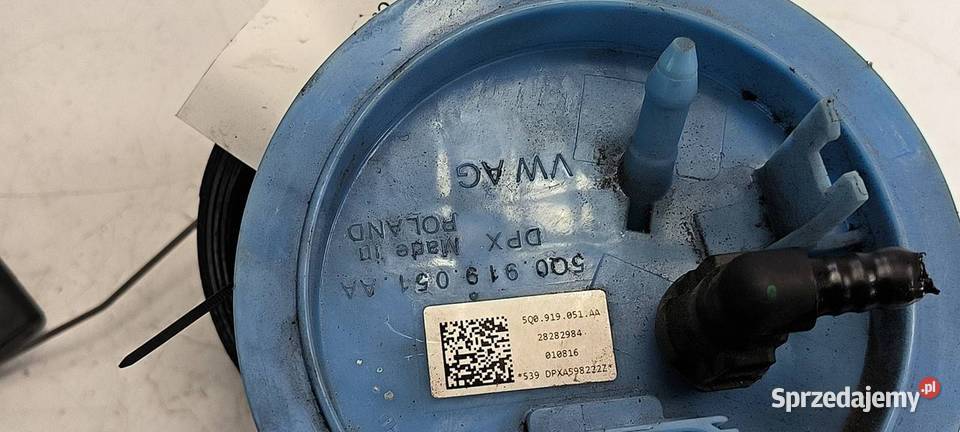 VW AG
Made in
POLAND
DPX
5Q0.919.051.AA
5Q0.919.051.AA
28282984
010816
*539 DPXA598222Z*
Sprzedajemy.pl